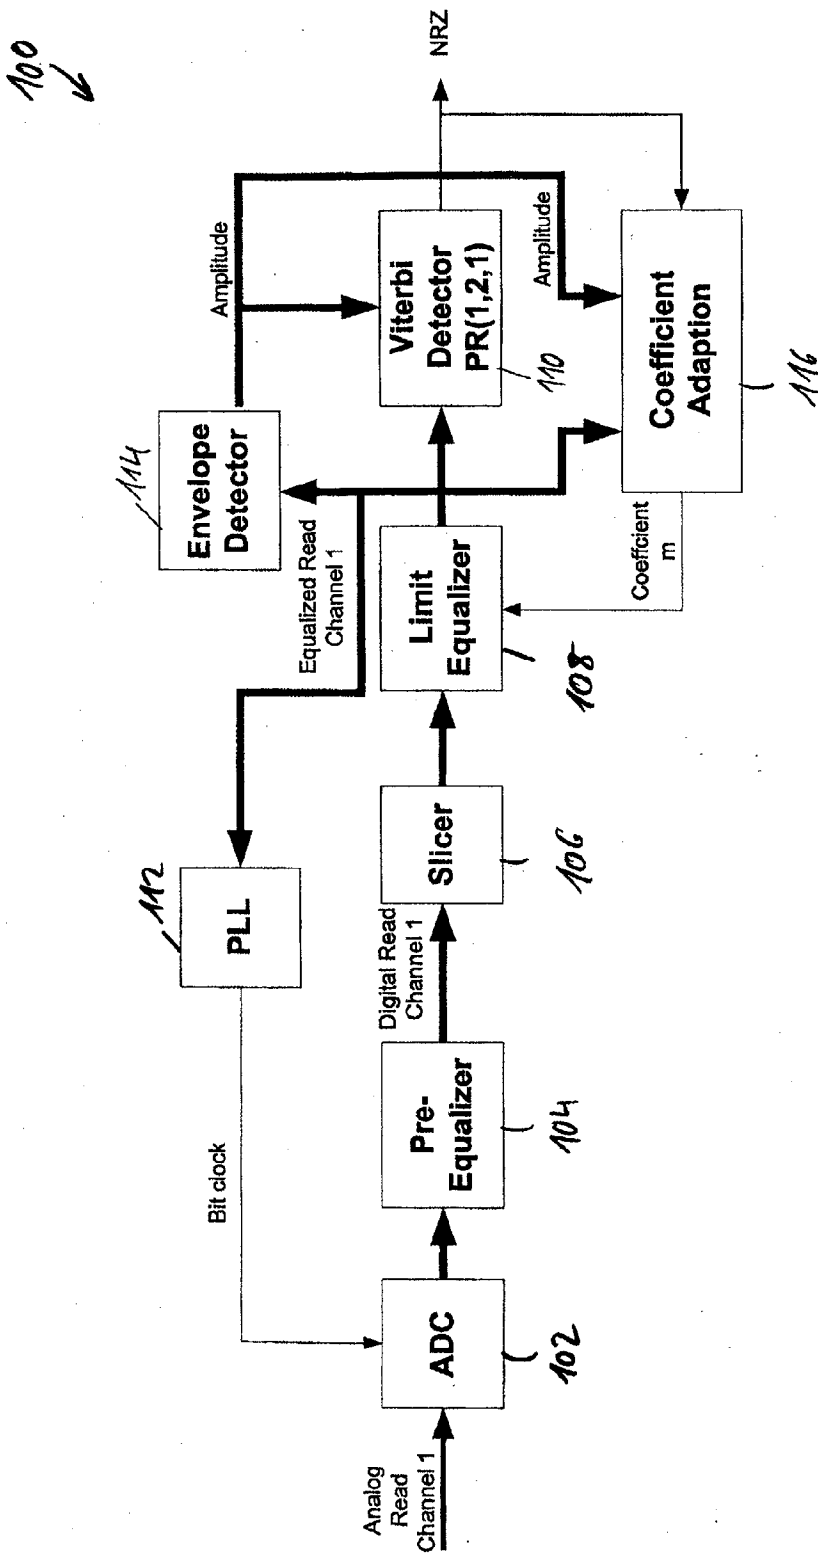 100
Analog
Read
Channel 1
ADC
102
Bit clock
Pre-
Equalizer
104
Digital Read
Channel 1
Slicer
106
PLL
112
Equalized Read
Channel 1
Limit
Equalizer
108
Envelope
Detector
114
Amplitude
Viterbi
Detector
PR(1,2,1)
110
Amplitude
NRZ
Coefficient
Adaption
116
Coeffcient
m